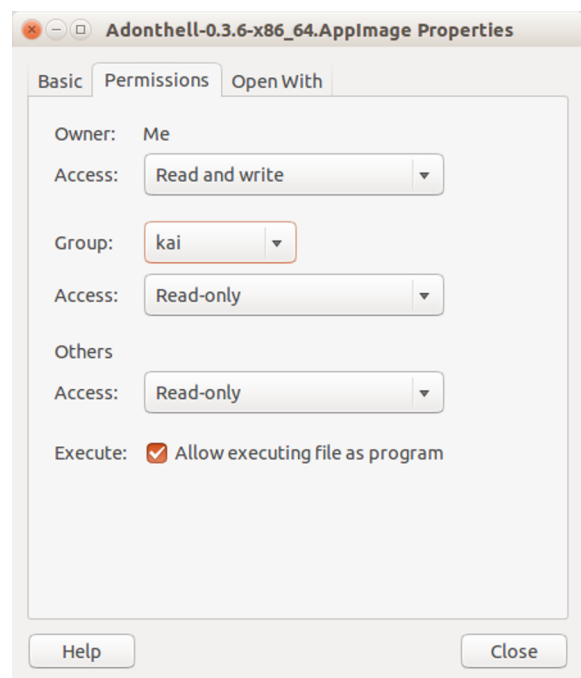 Adonthell-0.3.6-x86_64.AppImage Properties
Basic Permissions Open With
Owner: Me
Access: Read and write
Group: kai
Access: Read-only
Others
Access: Read-only
Execute: Allow executing file as program
Help Close